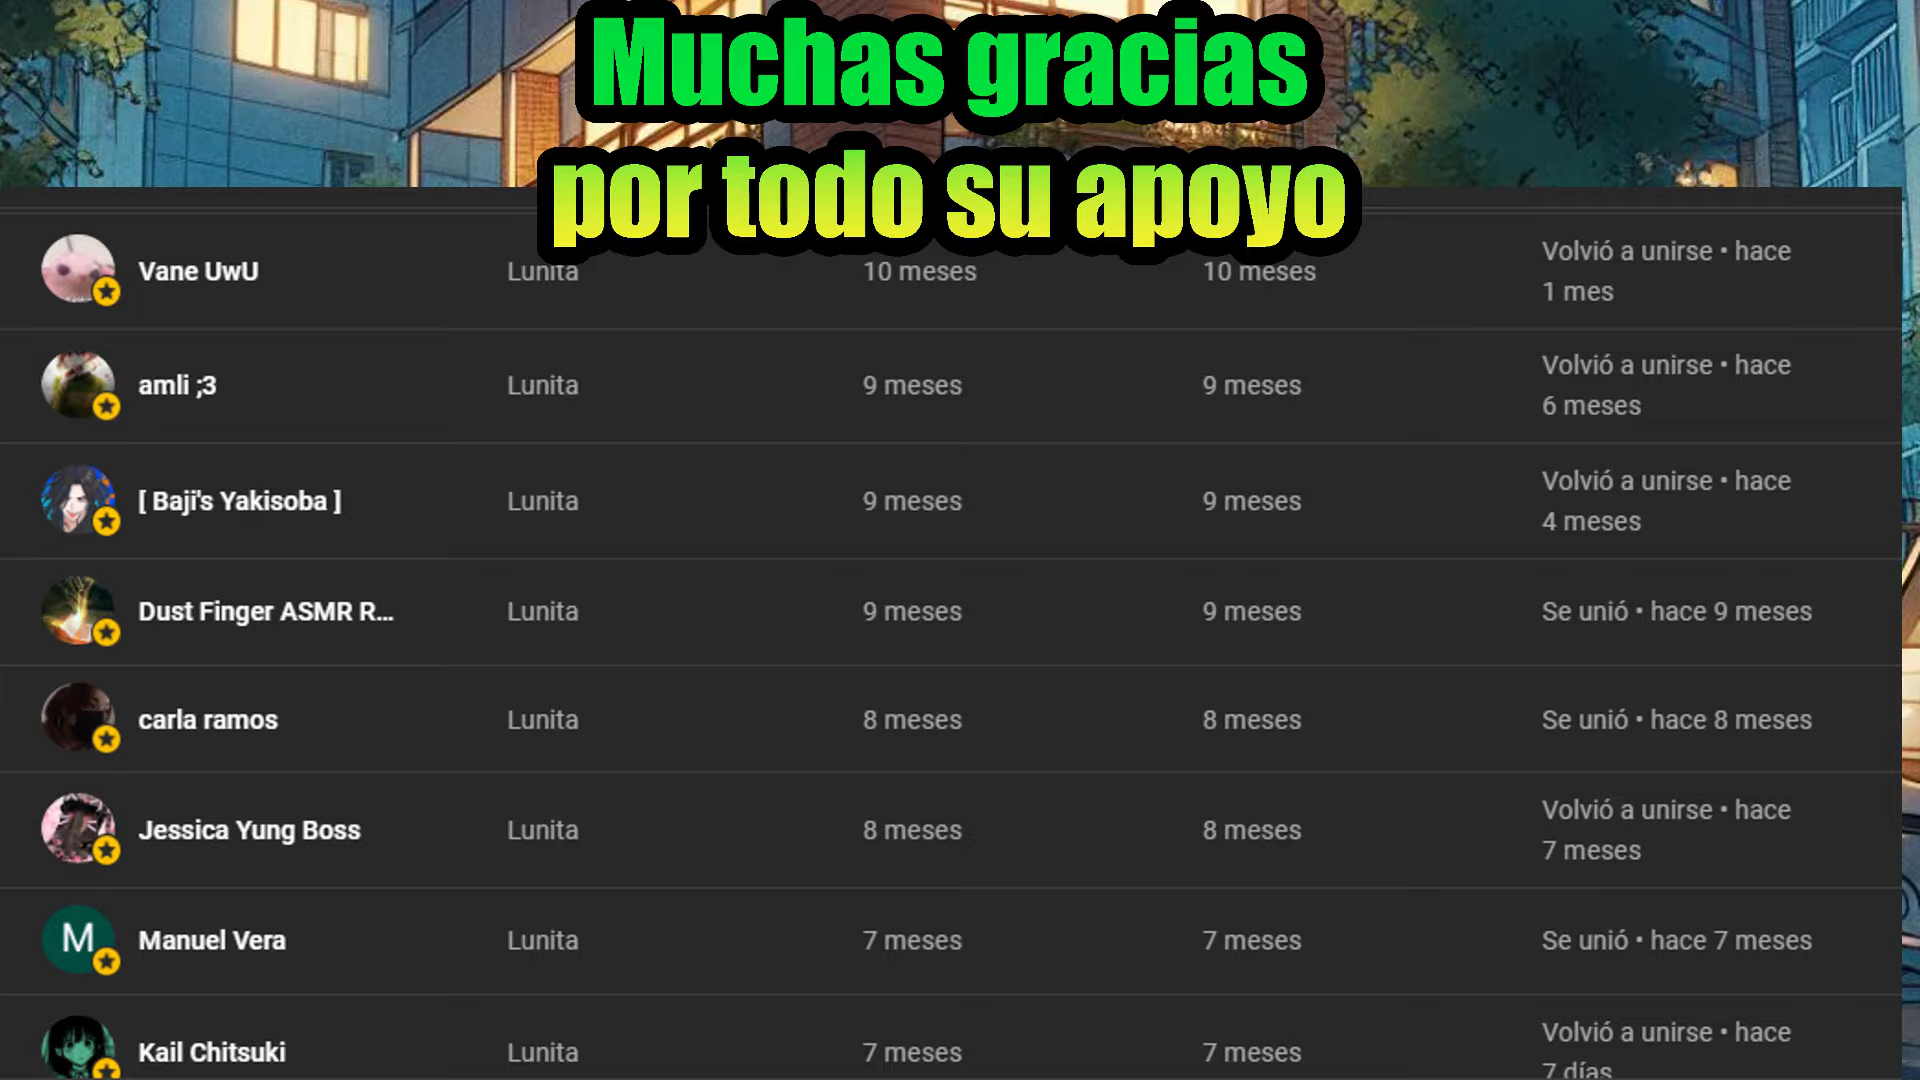 Muchas gracias
por todo su apoyo
Vane UwU Lunita 10 meses 10 meses Volvió a unirse • hace
1 mes
amli ;3 Lunita 9 meses 9 meses Volvió a unirse • hace
6 meses
[ Baji's Yakisoba ] Lunita 9 meses 9 meses Volvió a unirse • hace
4 meses
Dust Finger ASMR R... Lunita 9 meses 9 meses Se unió • hace 9 meses
carla ramos Lunita 8 meses 8 meses Se unió • hace 8 meses
Jessica Yung Boss Lunita 8 meses 8 meses Volvió a unirse • hace
7 meses
M Manuel Vera Lunita 7 meses 7 meses Se unió • hace 7 meses
Kail Chitsuki Lunita 7 meses 7 meses Volvió a unirse • hace
7 días